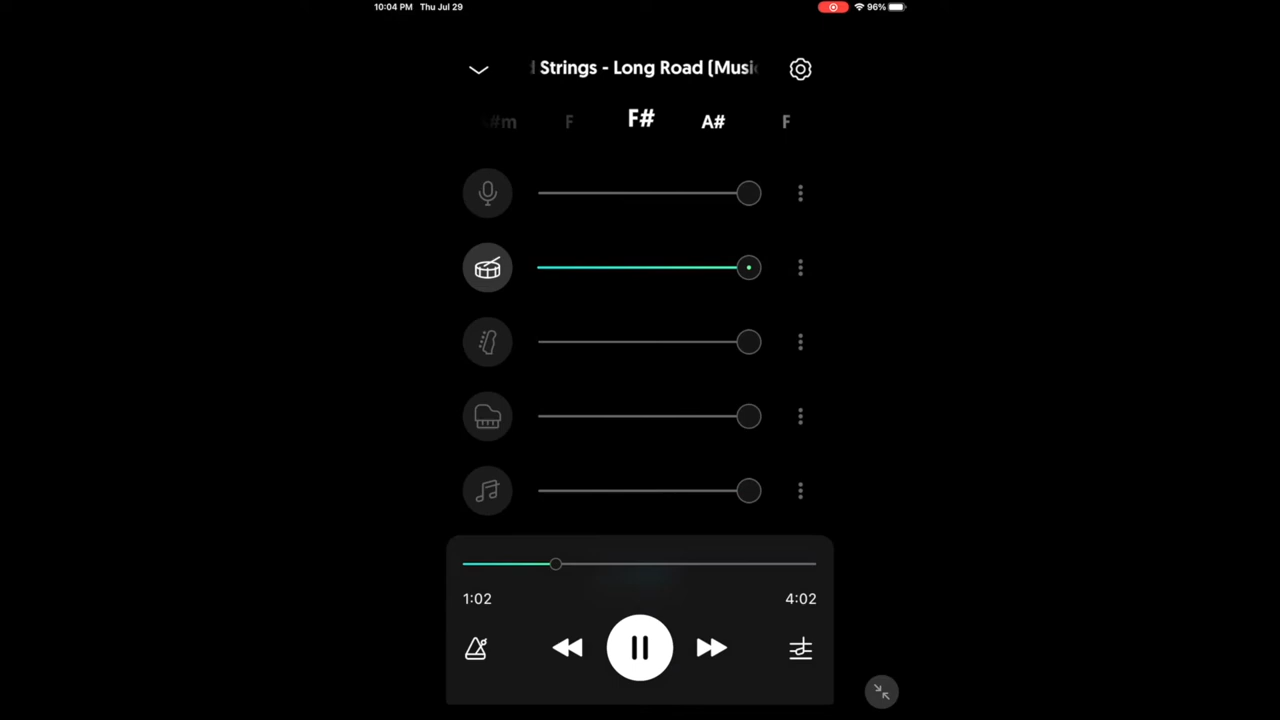 10:04 PM Thu Jul 29
96%
Strings - Long Road (Musi
#m F F# A# F
1:02
4:02